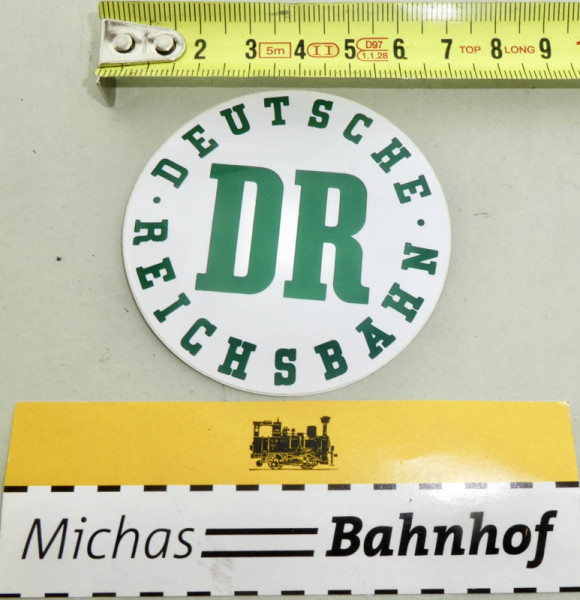 2 3 5m 4 II 5 D97 6 7 TOP 8 LONG 9
1.1.28
DEUTSCHE
DR
· REICHSBAHN ·
Michas Bahnhof